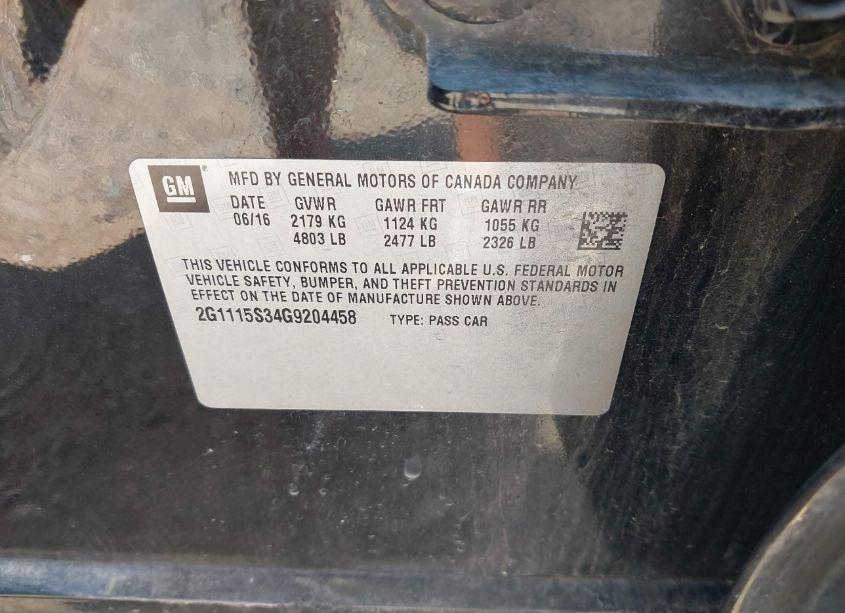 GM® MFD BY GENERAL MOTORS OF CANADA COMPANY
DATE GVWR GAWR FRT GAWR RR
06/16 2179 KG 1124 KG 1055 KG
4803 LB 2477 LB 2326 LB
THIS VEHICLE CONFORMS TO ALL APPLICABLE U.S. FEDERAL MOTOR
VEHICLE SAFETY, BUMPER, AND THEFT PREVENTION STANDARDS IN
EFFECT ON THE DATE OF MANUFACTURE SHOWN ABOVE.
2G1115S34G9204458 TYPE: PASS CAR